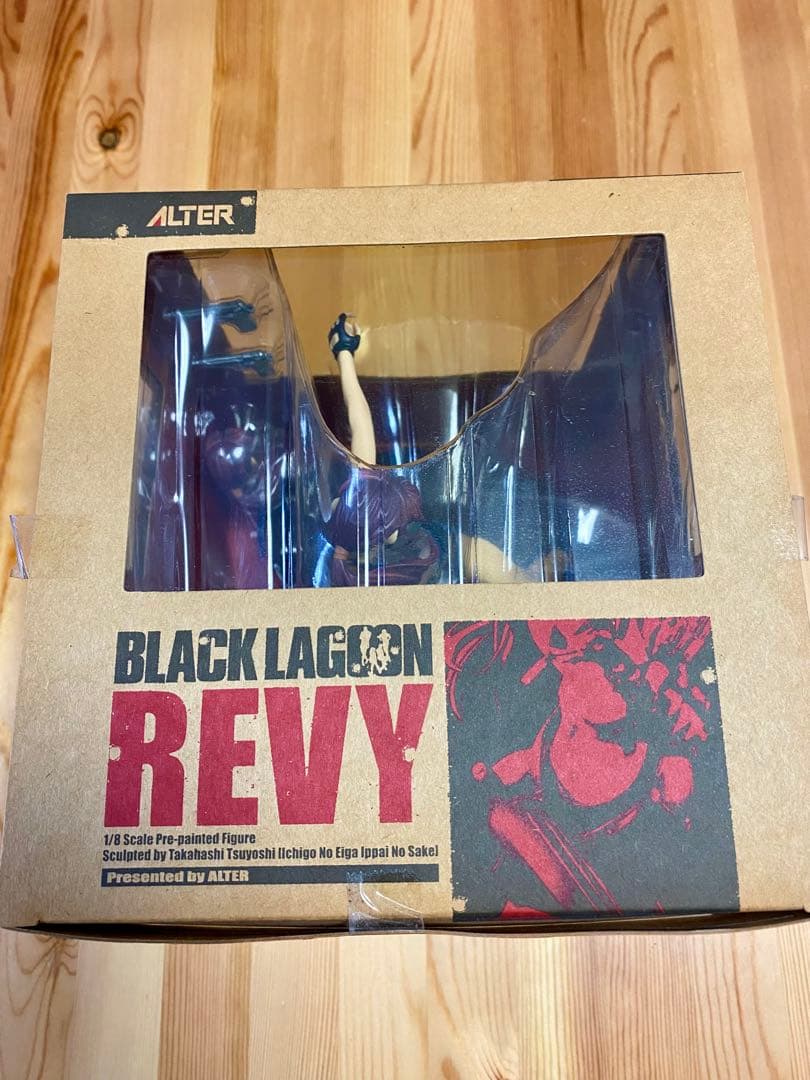 ALTER
BLACK LAGOON
REVY
1/8 Scale Pre-painted Figure
Sculpted by Takahashi Tsuyoshi [Ichigo No Eiga Ippai No Sake]
Presented by ALTER